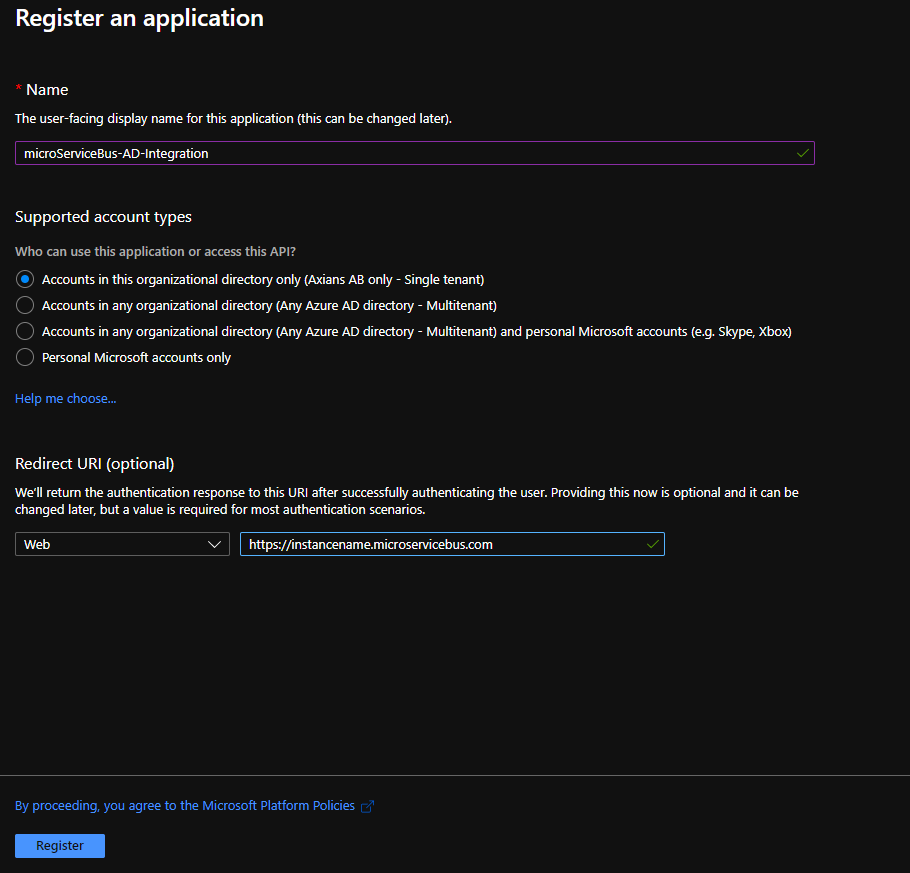 Register an application
* Name
The user-facing display name for this application (this can be changed later).
microServiceBus-AD-Integration
Supported account types
Who can use this application or access this API?
Accounts in this organizational directory only (Axians AB only - Single tenant)
Accounts in any organizational directory (Any Azure AD directory - Multitenant)
Accounts in any organizational directory (Any Azure AD directory - Multitenant) and personal Microsoft accounts (e.g. Skype, Xbox)
Personal Microsoft accounts only
Help me choose...
Redirect URI (optional)
We'll return the authentication response to this URI after successfully authenticating the user. Providing this now is optional and it can be
changed later, but a value is required for most authentication scenarios.
Web
https://instancename.microservicebus.com
By proceeding, you agree to the Microsoft Platform Policies
Register